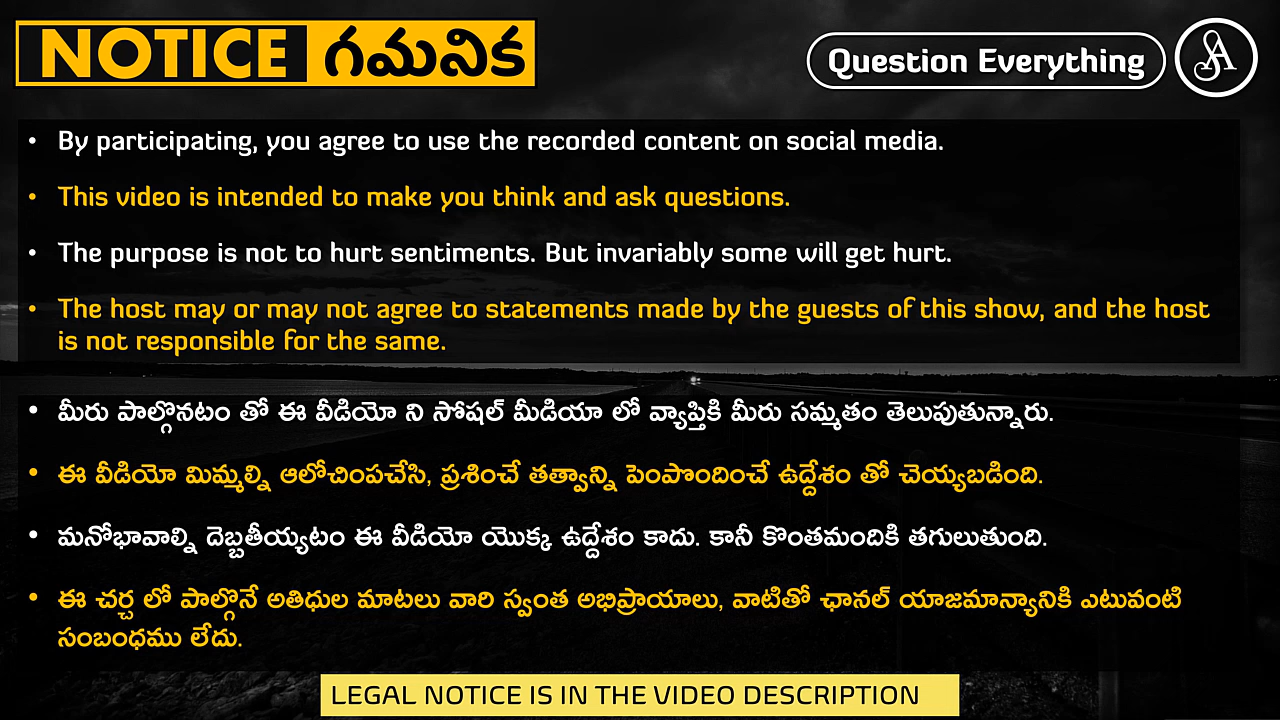 NOTICE గమనిక
Question Everything
• By participating, you agree to use the recorded content on social media.
• This video is intended to make you think and ask questions.
• The purpose is not to hurt sentiments. But invariably some will get hurt.
• The host may or may not agree to statements made by the guests of this show, and the host
is not responsible for the same.
• మీరు పాల్గొనటం తో ఈ వీడియో ని సోషల్ మీడియా లో వ్యాప్తికి మీరు సమ్మతం తెలుపుతున్నారు.
• ఈ వీడియో మిమ్మల్ని ఆలోచింపచేసి, ప్రశించే తత్వాన్ని పెంపొందించే ఉద్దేశం తో చెయ్యబడింది.
• మనోభావాల్ని దెబ్బతీయ్యటం ఈ వీడియో యొక్క ఉద్దేశం కాదు. కానీ కొంతమందికి తగులుతుంది.
• ఈ చర్చ లో పాల్గొనే అతిధుల మాటలు వారి స్వంత అభిప్రాయాలు, వాటితో ఛానల్ యాజమాన్యానికి ఎటువంటి
సంబంధము లేదు.
LEGAL NOTICE IS IN THE VIDEO DESCRIPTION